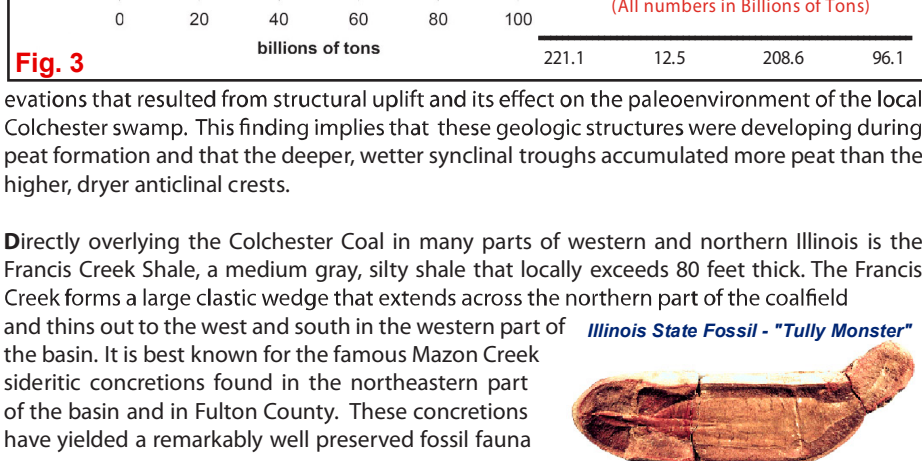 (All numbers in Billions of Tons)
0 20 40 60 80 100
billions of tons
221.1 12.5 208.6 96.1
Fig. 3
evations that resulted from structural uplift and its effect on the paleoenvironment of the local
Colchester swamp. This finding implies that these geologic structures were developing during
peat formation and that the deeper, wetter synclinal troughs accumulated more peat than the
higher, dryer anticlinal crests.
Directly overlying the Colchester Coal in many parts of western and northern Illinois is the
Francis Creek Shale, a medium gray, silty shale that locally exceeds 80 feet thick. The Francis
Creek forms a large clastic wedge that extends across the northern part of the coalfield
and thins out to the west and south in the western part of
the basin. It is best known for the famous Mazon Creek
sideritic concretions found in the northeastern part
of the basin and in Fulton County. These concretions
have yielded a remarkably well preserved fossil fauna
Illinois State Fossil - "Tully Monster"